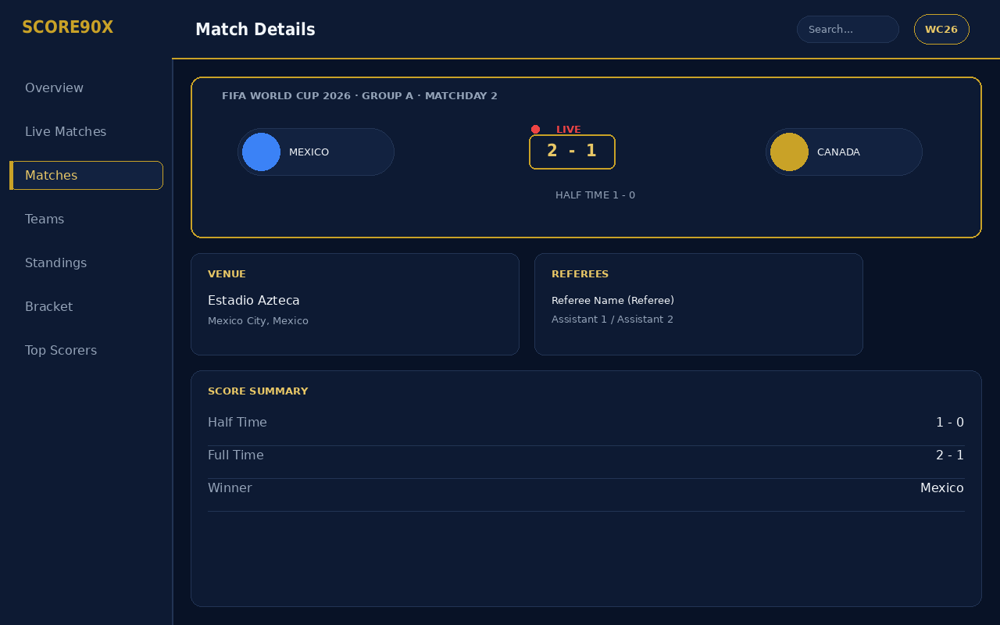 SCORE90X
Match Details
Search...
WC26
Overview
Live Matches
Matches
Teams
Standings
Bracket
Top Scorers
FIFA WORLD CUP 2026 · GROUP A · MATCHDAY 2
LIVE
MEXICO
2 - 1
CANADA
HALF TIME 1 - 0
VENUE
Estadio Azteca
Mexico City, Mexico
REFEREES
Referee Name (Referee)
Assistant 1 / Assistant 2
SCORE SUMMARY
Half Time 1 - 0
Full Time 2 - 1
Winner Mexico